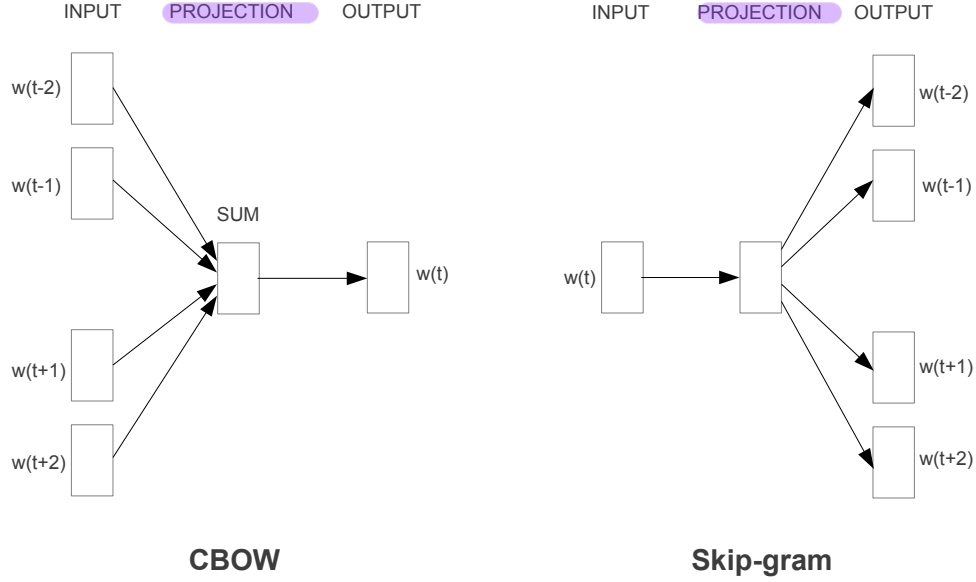 INPUT PROJECTION OUTPUT
w(t-2)
w(t-1)
SUM
w(t)
w(t+1)
w(t+2)
CBOW
INPUT PROJECTION OUTPUT
w(t-2)
w(t-1)
w(t)
w(t+1)
w(t+2)
Skip-gram